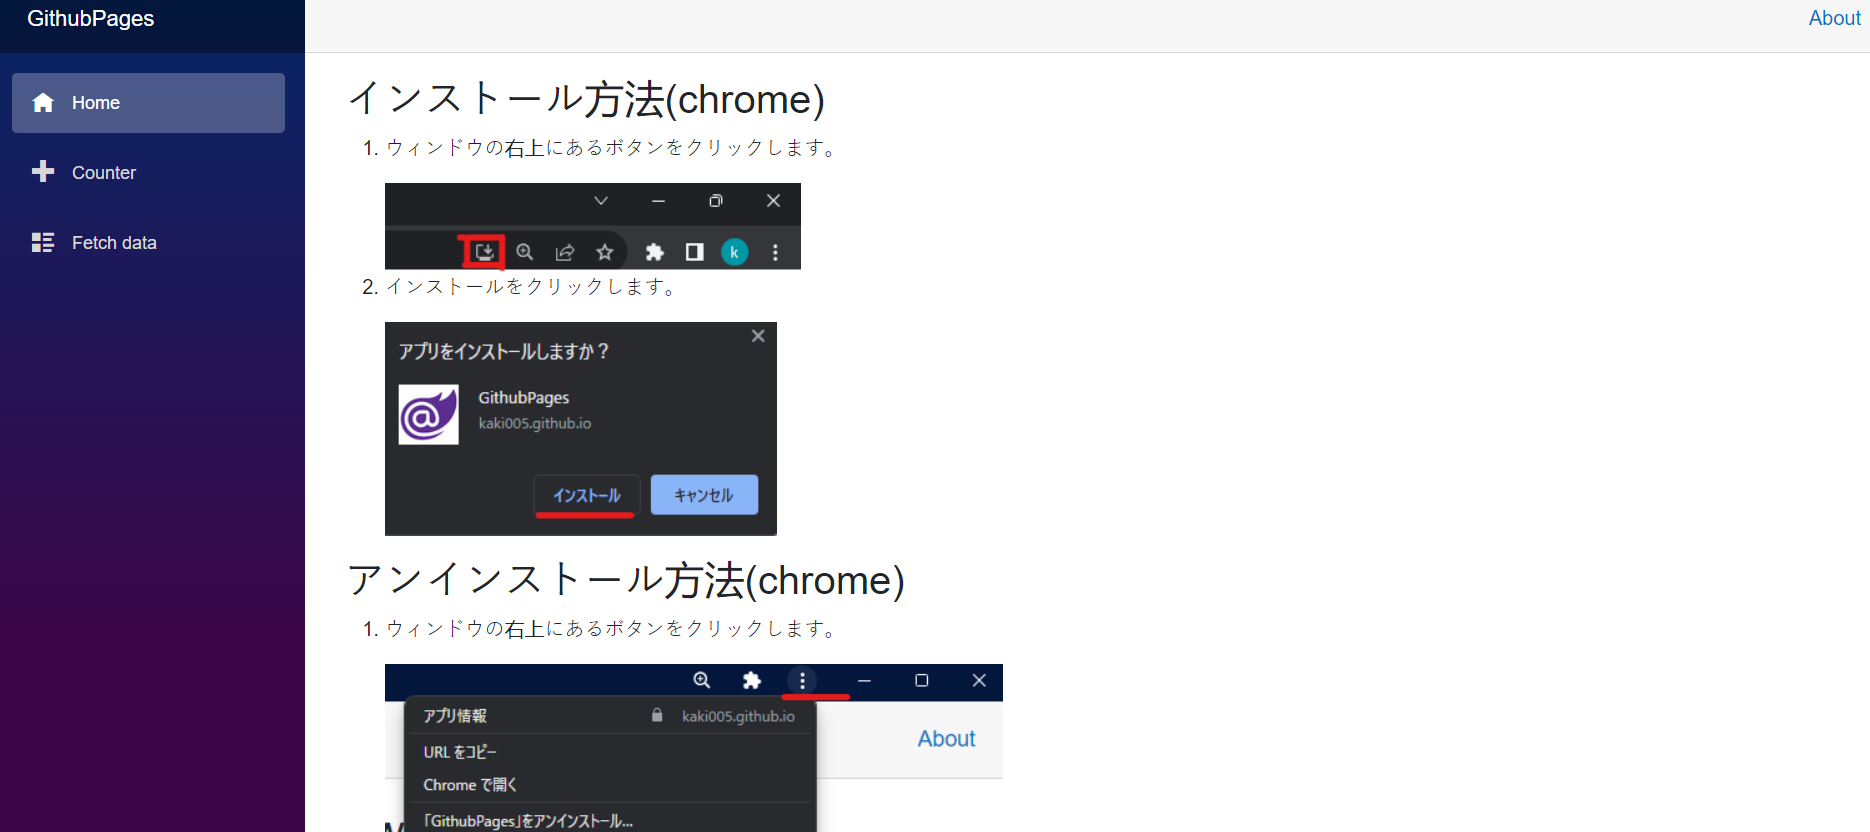 GithubPages
About
Home
Counter
Fetch data
インストール方法(chrome)
1. ウィンドウの右上にあるボタンをクリックします。
k
2. インストールをクリックします。
アプリをインストールしますか？
GithubPages
kaki005.github.io
インストール
キャンセル
アンインストール方法(chrome)
1. ウィンドウの右上にあるボタンをクリックします。
アプリ情報
kaki005.github.io
About
URL をコピー
Chrome で開く
「GithubPages」をアンインストール...